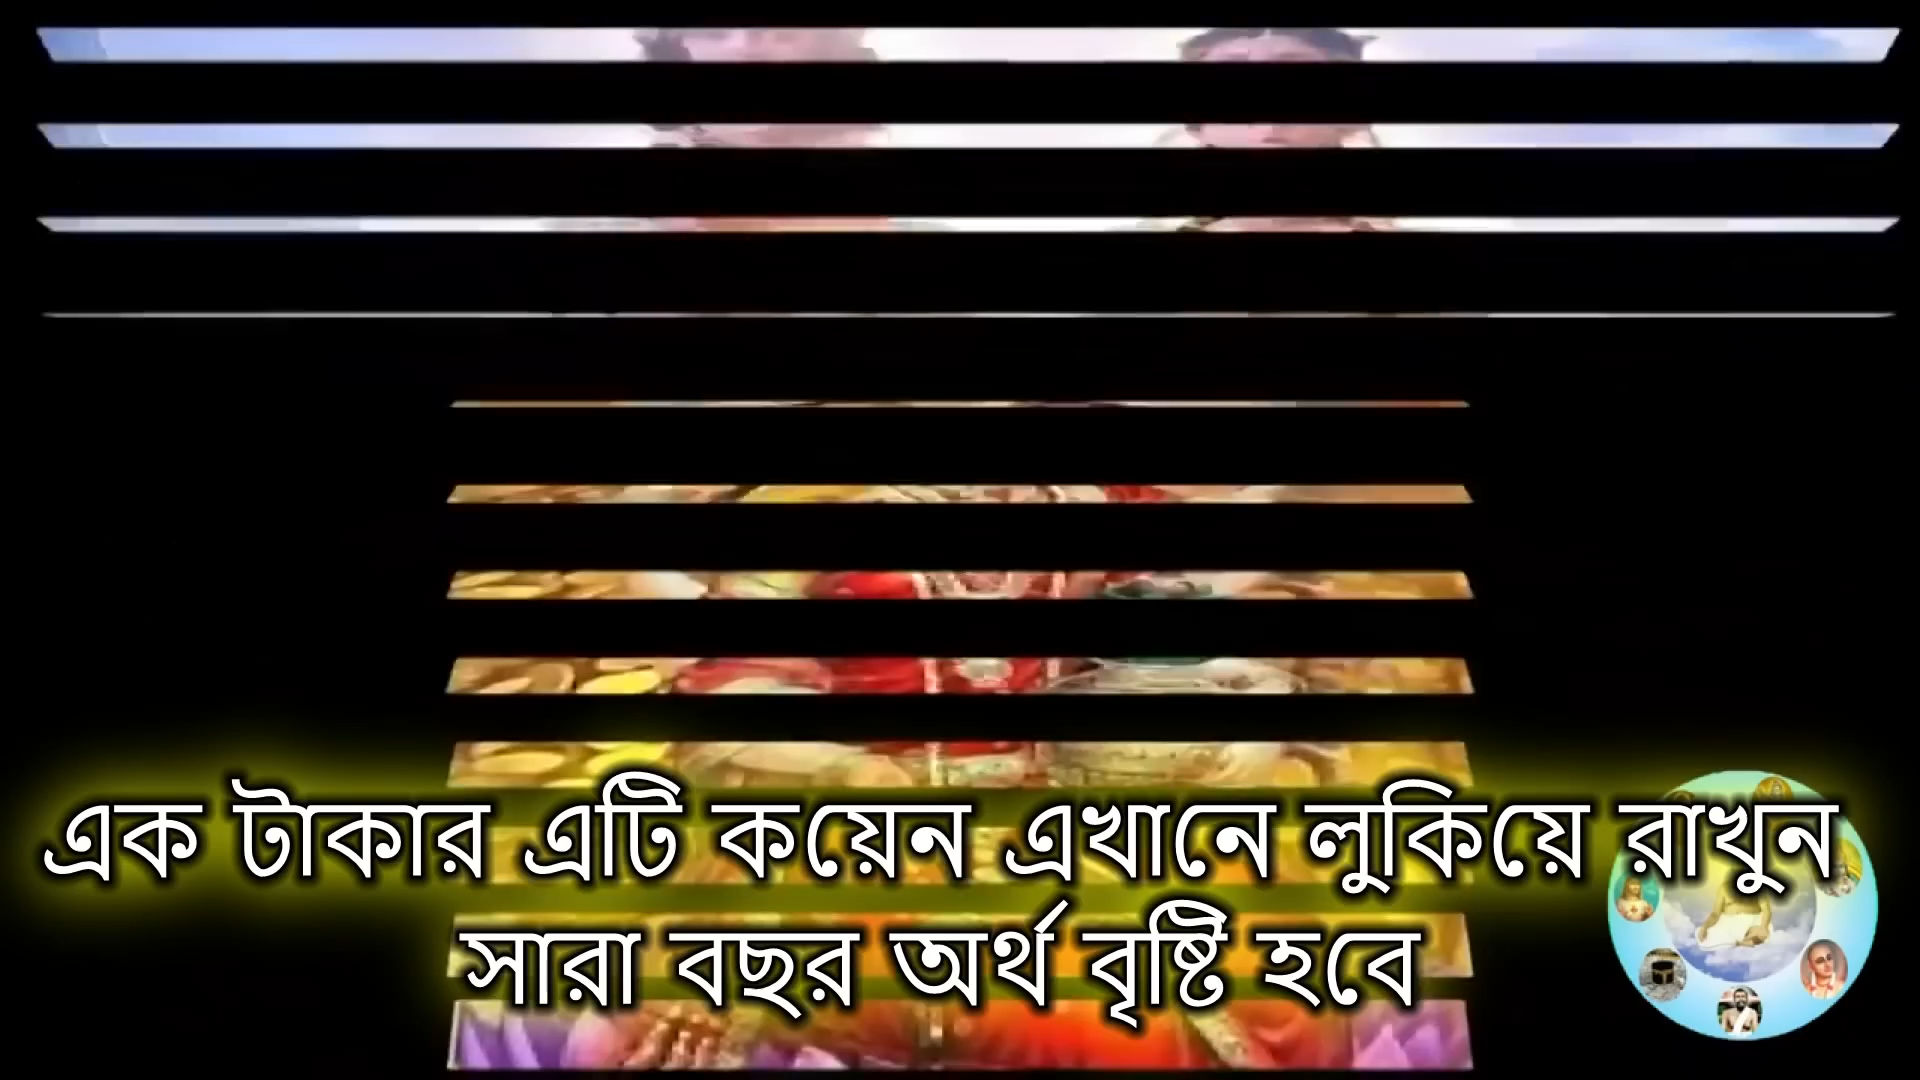 এক টাকার এটি কয়েন এখানে লুকিয়ে রাখুন
সারা বছর অর্থ বৃষ্টি হবে